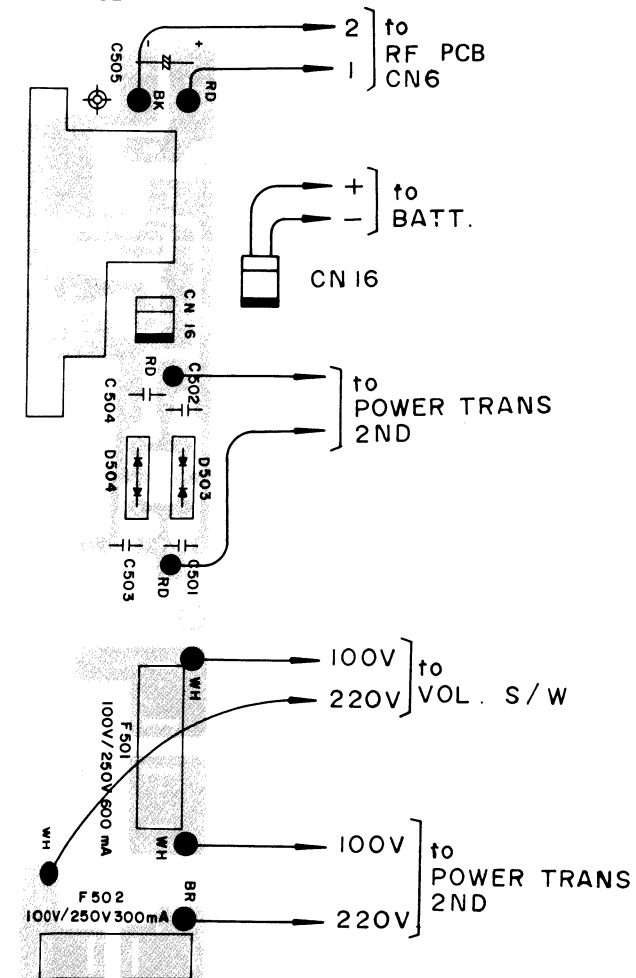 2
to
RF PCB
1
CN6
-
+
C505
BK
RD
+
to
-
BATT.
CN16
CN 16
RD
C502
C504
to
POWER TRANS
2ND
D504
D503
C503
RD
C501
100V
to
220V
VOL. S/W
WH
F501
100V/250V 600 mA
WH
WH
100V
to
POWER TRANS
220V
2ND
BR
F502
100V/250V 300mA